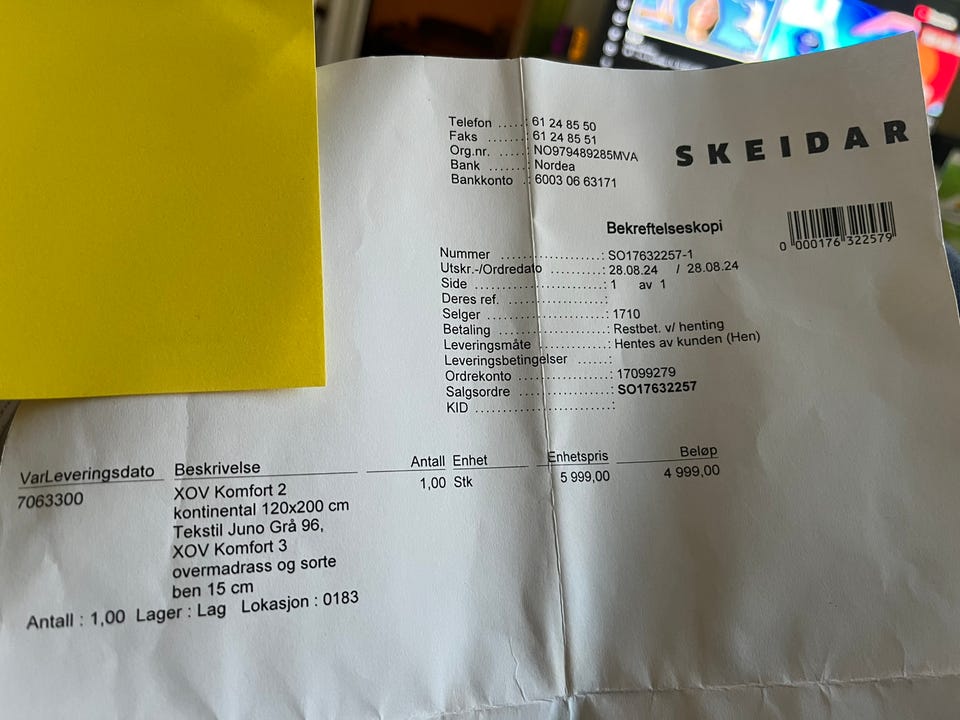 SKEIDAR
Telefon ..... : 61 24 85 50
Faks ....... : 61 24 85 51
Org.nr. ..... : NO979489285MVA
Bank ....... : Nordea
Bankkonto . : 6003 06 63171
Bekreftelseskopi
0 000176 322579
Nummer ........................ : SO17632257-1
Utskr.-/Ordredato .......... : 28.08.24 / 28.08.24
Side ............................. : 1 av 1
Deres ref. ..................... :
Selger .......................... : 1710
Betaling ........................ : Restbet. v/ henting
Leveringsmåte .............. : Hentes av kunden (Hen)
Leveringsbetingelser ...... :
Ordrekonto ................... : 17099279
Salgsordre .................... : SO17632257
KID .............................. :
VarLeveringsdato Beskrivelse Antall Enhet Enhetspris Beløp
7063300 XOV Komfort 2 1,00 Stk 5 999,00 4 999,00
kontinental 120x200 cm
Tekstil Juno Grå 96,
XOV Komfort 3
overmadrass og sorte
ben 15 cm
Antall : 1,00 Lager : Lag Lokasjon : 0183